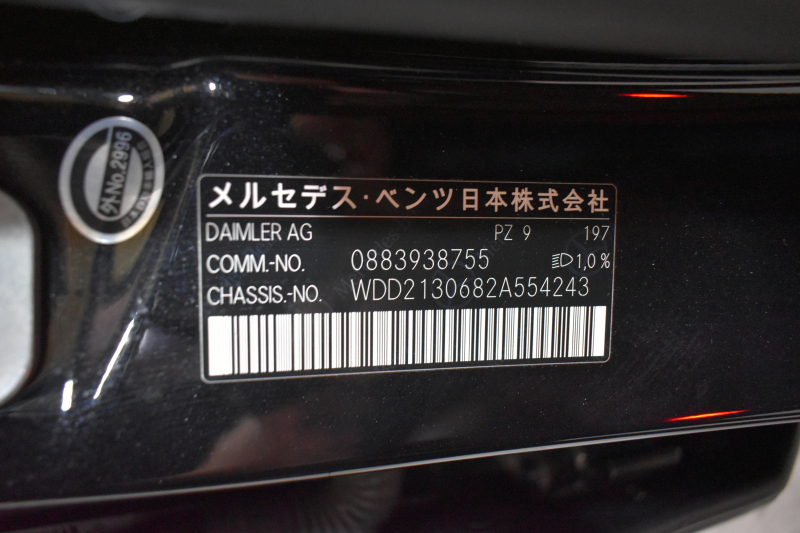 外No.2996
メルセデス・ベンツ日本株式会社
DAIMLER AG PZ 9 197
COMM.-NO. 0883938755 1,0 %
CHASSIS.-NO. WDD2130682A554243